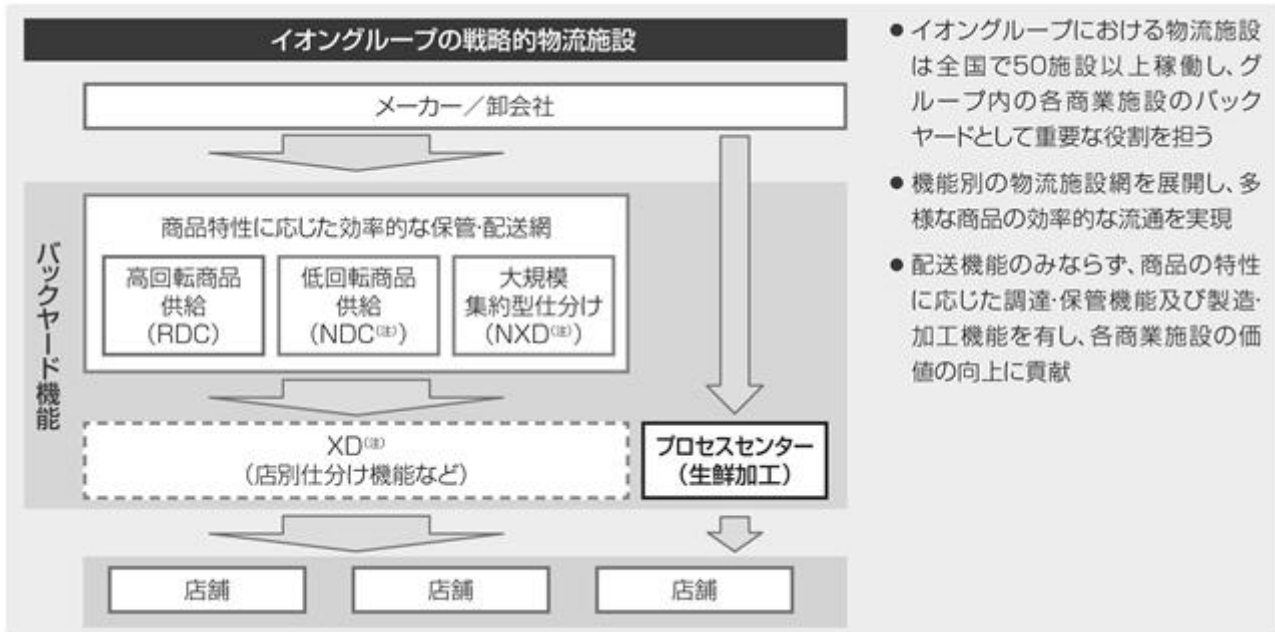 イオングループの戦略的物流施設
メーカー／卸会社
バックヤード機能
商品特性に応じた効率的な保管・配送網
高回転商品
供給
(RDC)
低回転商品
供給
(NDC(注))
大規模
集約型仕分け
(NXD(注))
XD(注)
(店別仕分け機能など)
プロセスセンター
(生鮮加工)
店舗
店舗
店舗
● イオングループにおける物流施設
は全国で50施設以上稼働し、グ
ループ内の各商業施設のバック
ヤードとして重要な役割を担う
● 機能別の物流施設網を展開し、多
様な商品の効率的な流通を実現
● 配送機能のみならず、商品の特性
に応じた調達・保管機能及び製造・
加工機能を有し、各商業施設の価
値の向上に貢献